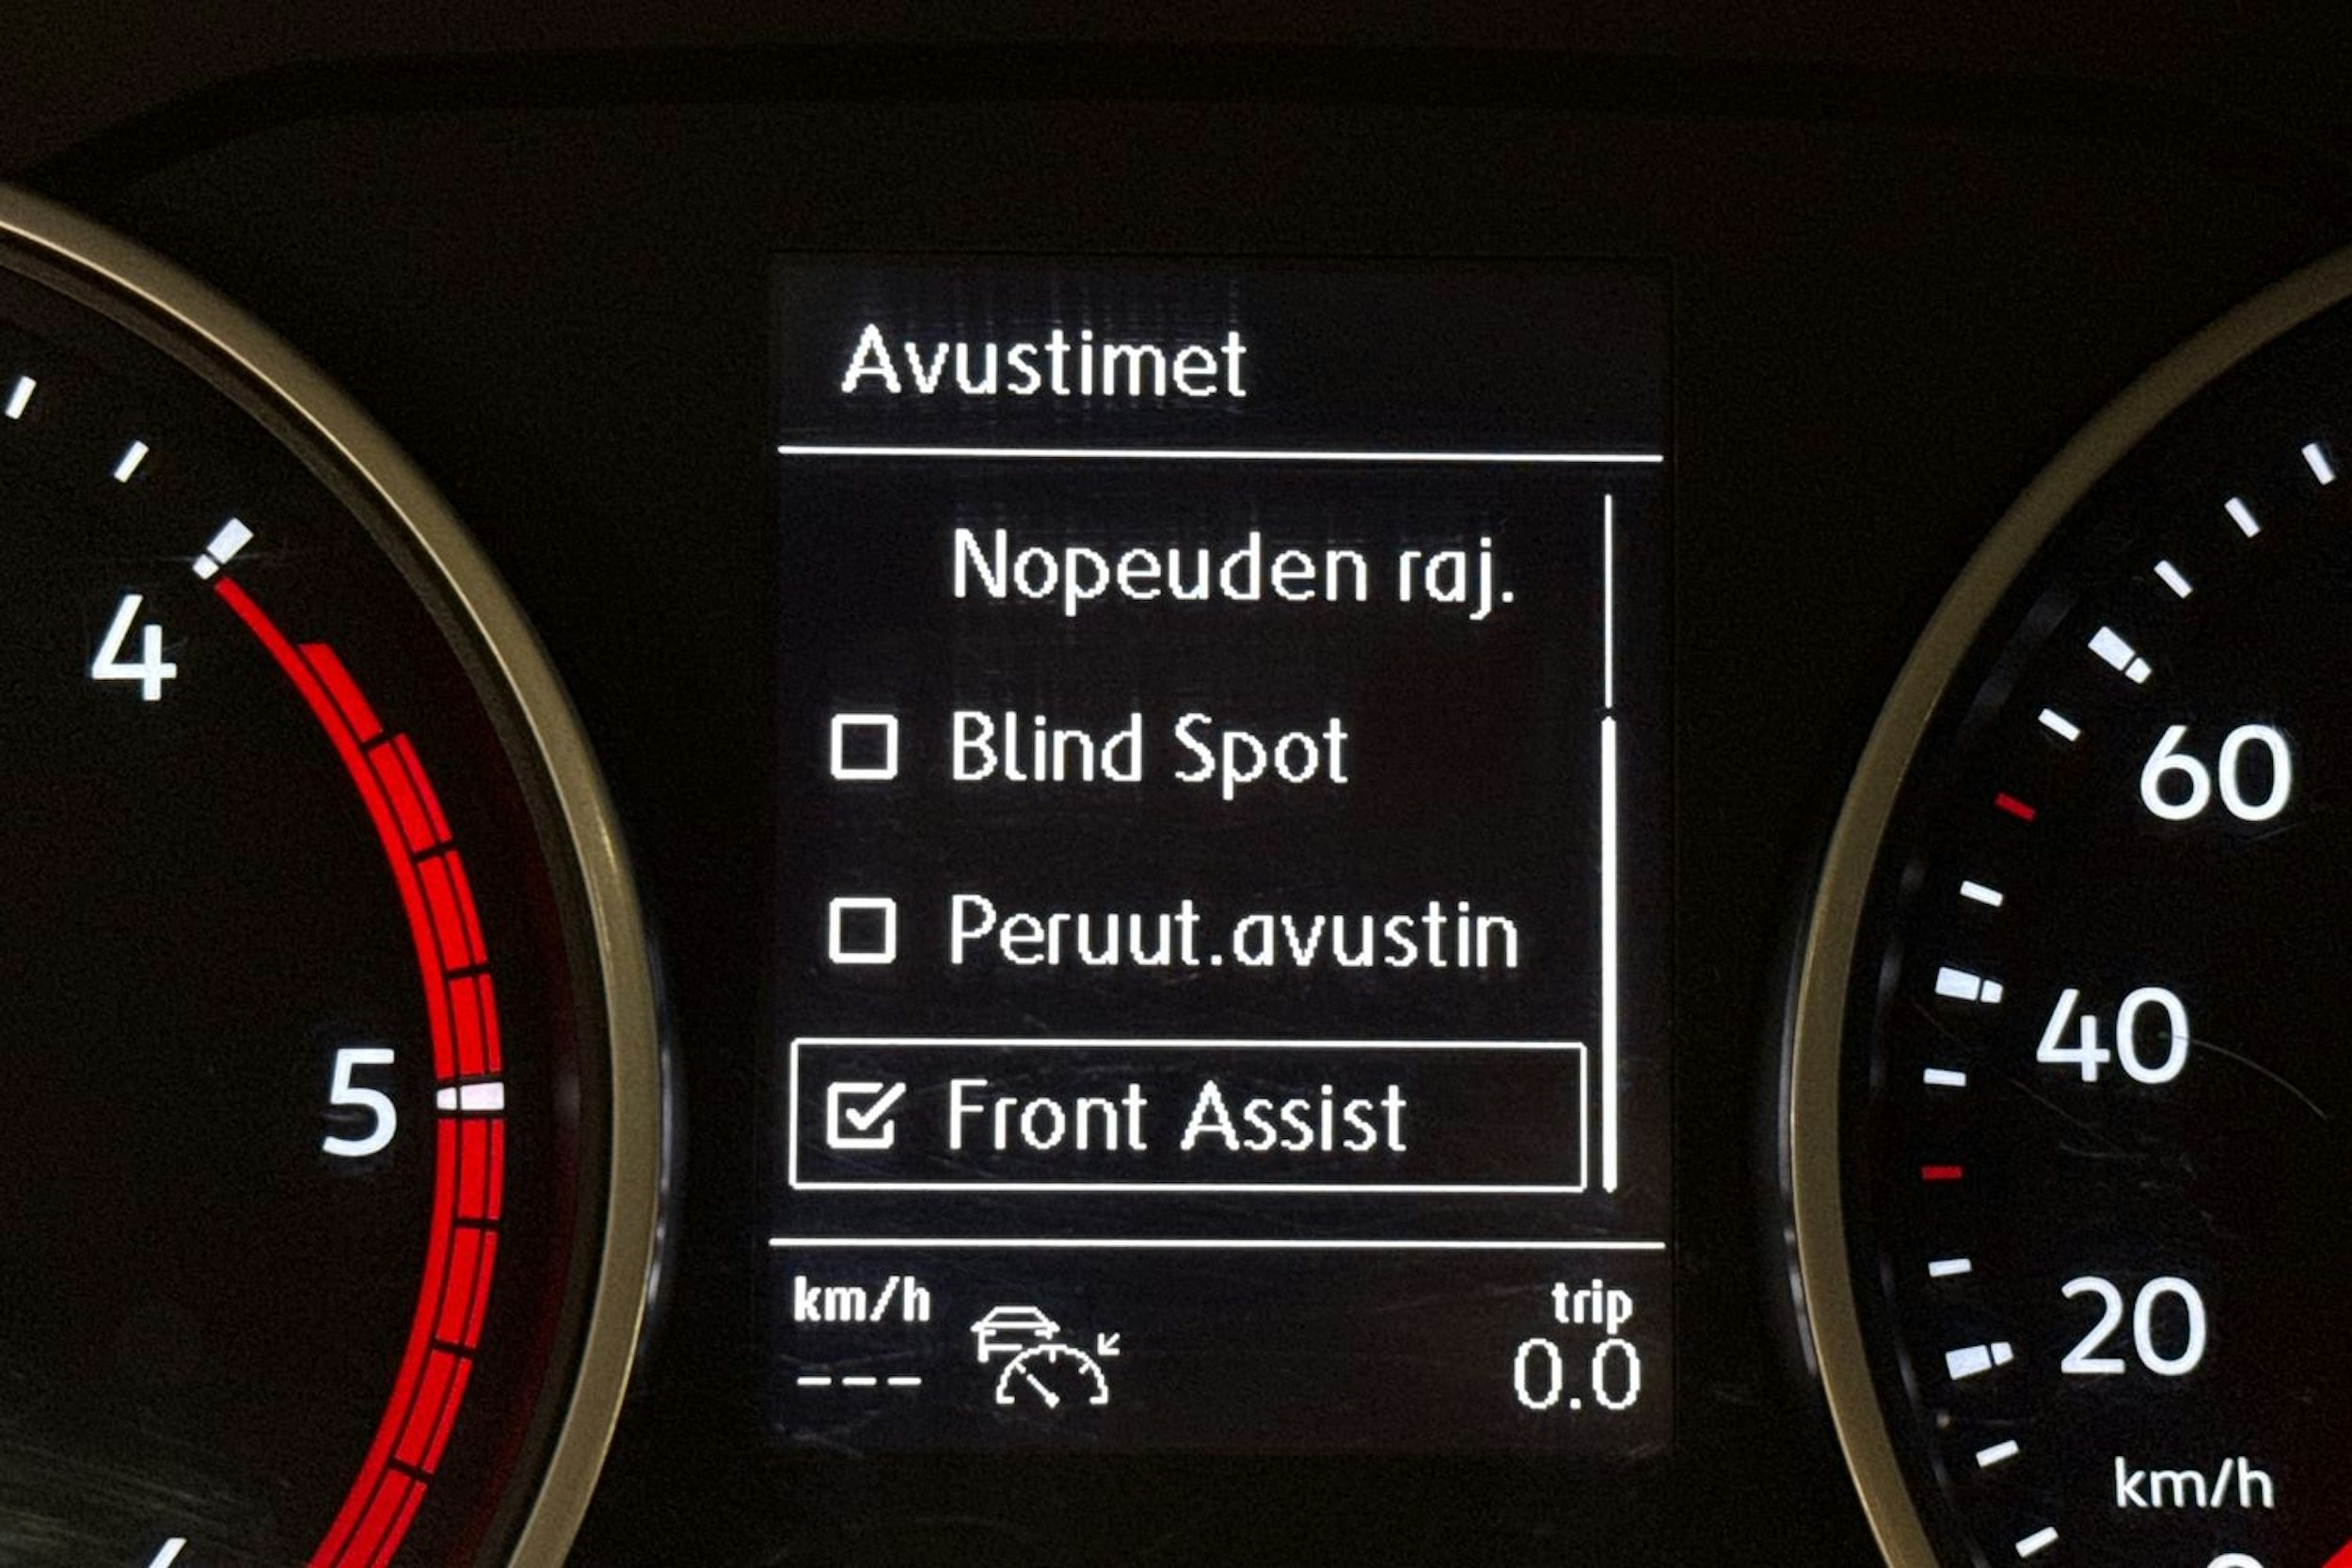 Avustimet
Nopeuden raj.
Blind Spot
Peruut.avustin
Front Assist
km/h
---
trip
0.0
4
5
60
40
20
km/h